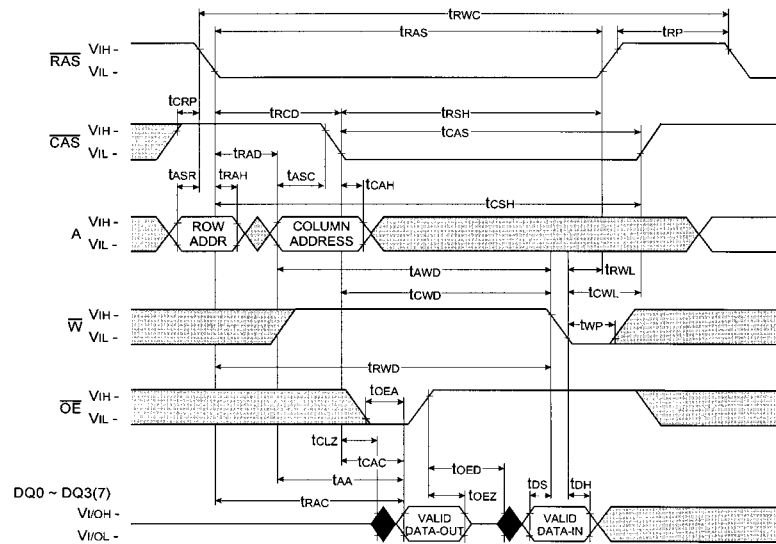 tRWC
tRAS
tRP
RAS
VIH -
VIL -
tCRP
tRCD
tRSH
tCAS
CAS
VIH -
VIL -
tRAD
tASR
tRAH
tASC
tCAH
tCSH
A
VIH -
VIL -
ROW
ADDR
COLUMN
ADDRESS
tAWD
tRWL
tCWD
tCWL
W
VIH -
VIL -
tWP
tRWD
OE
VIH -
VIL -
tOEA
tCLZ
tCAC
tAA
tOED
tOEZ
tDS
tDH
tRAC
DQ0 ~ DQ3(7)
VI/OH -
VI/OL -
VALID
DATA-OUT
VALID
DATA-IN